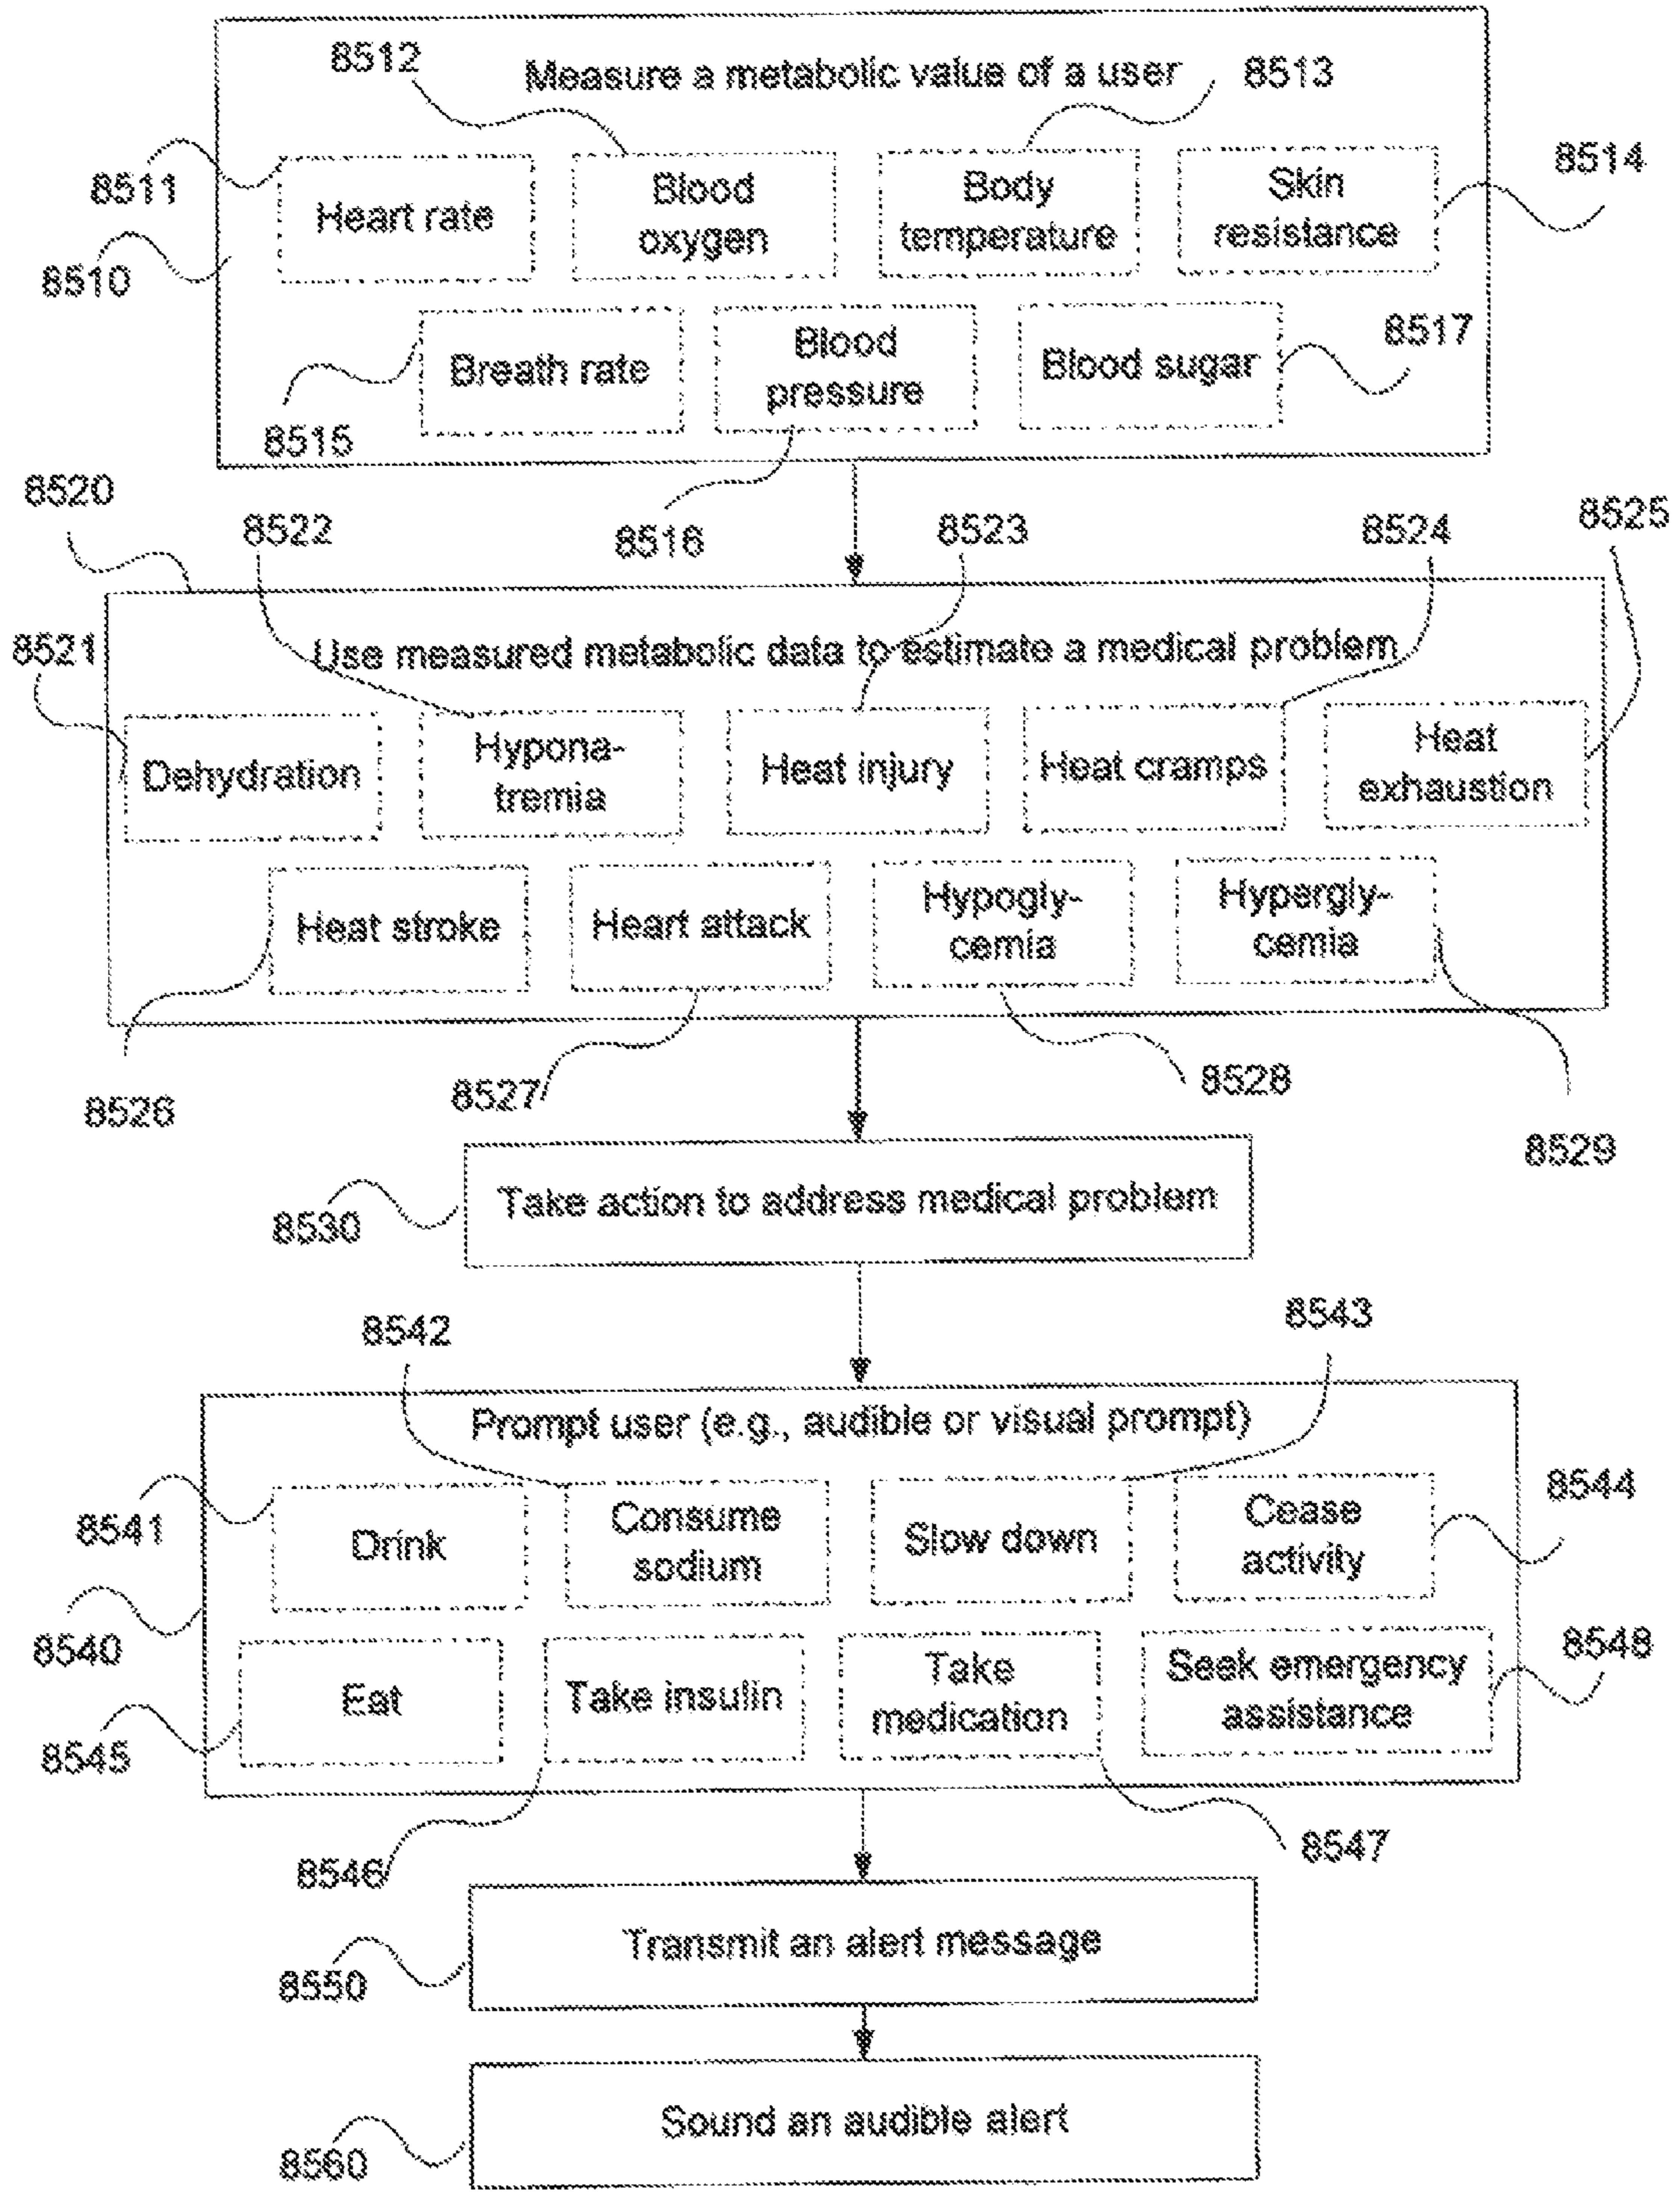 8512
Measure a metabolic value of a user
8513
8511
Heart rate
Blood
oxygen
Body
temperature
Skin
resistance
8514
8510
8515
Breath rate
Blood
pressure
Blood sugar
8517
8516
8520
8522
8523
8524
8525
8521
Use measured metabolic data to estimate a medical problem
Dehydration
Hypona-
tremia
Heat injury
Heat cramps
Heat
exhaustion
Heat stroke
Heart attack
Hypogly-
cemia
Hypergly-
cemia
8526
8527
8528
8529
8530
Take action to address medical problem
8542
8543
Prompt user (e.g., audible or visual prompt)
8541
Drink
Consume
sodium
Slow down
Cease
activity
8544
8540
8545
Eat
Take insulin
Take
medication
Seek emergency
assistance
8548
8546
8547
8550
Transmit an alert message
8560
Sound an audible alert